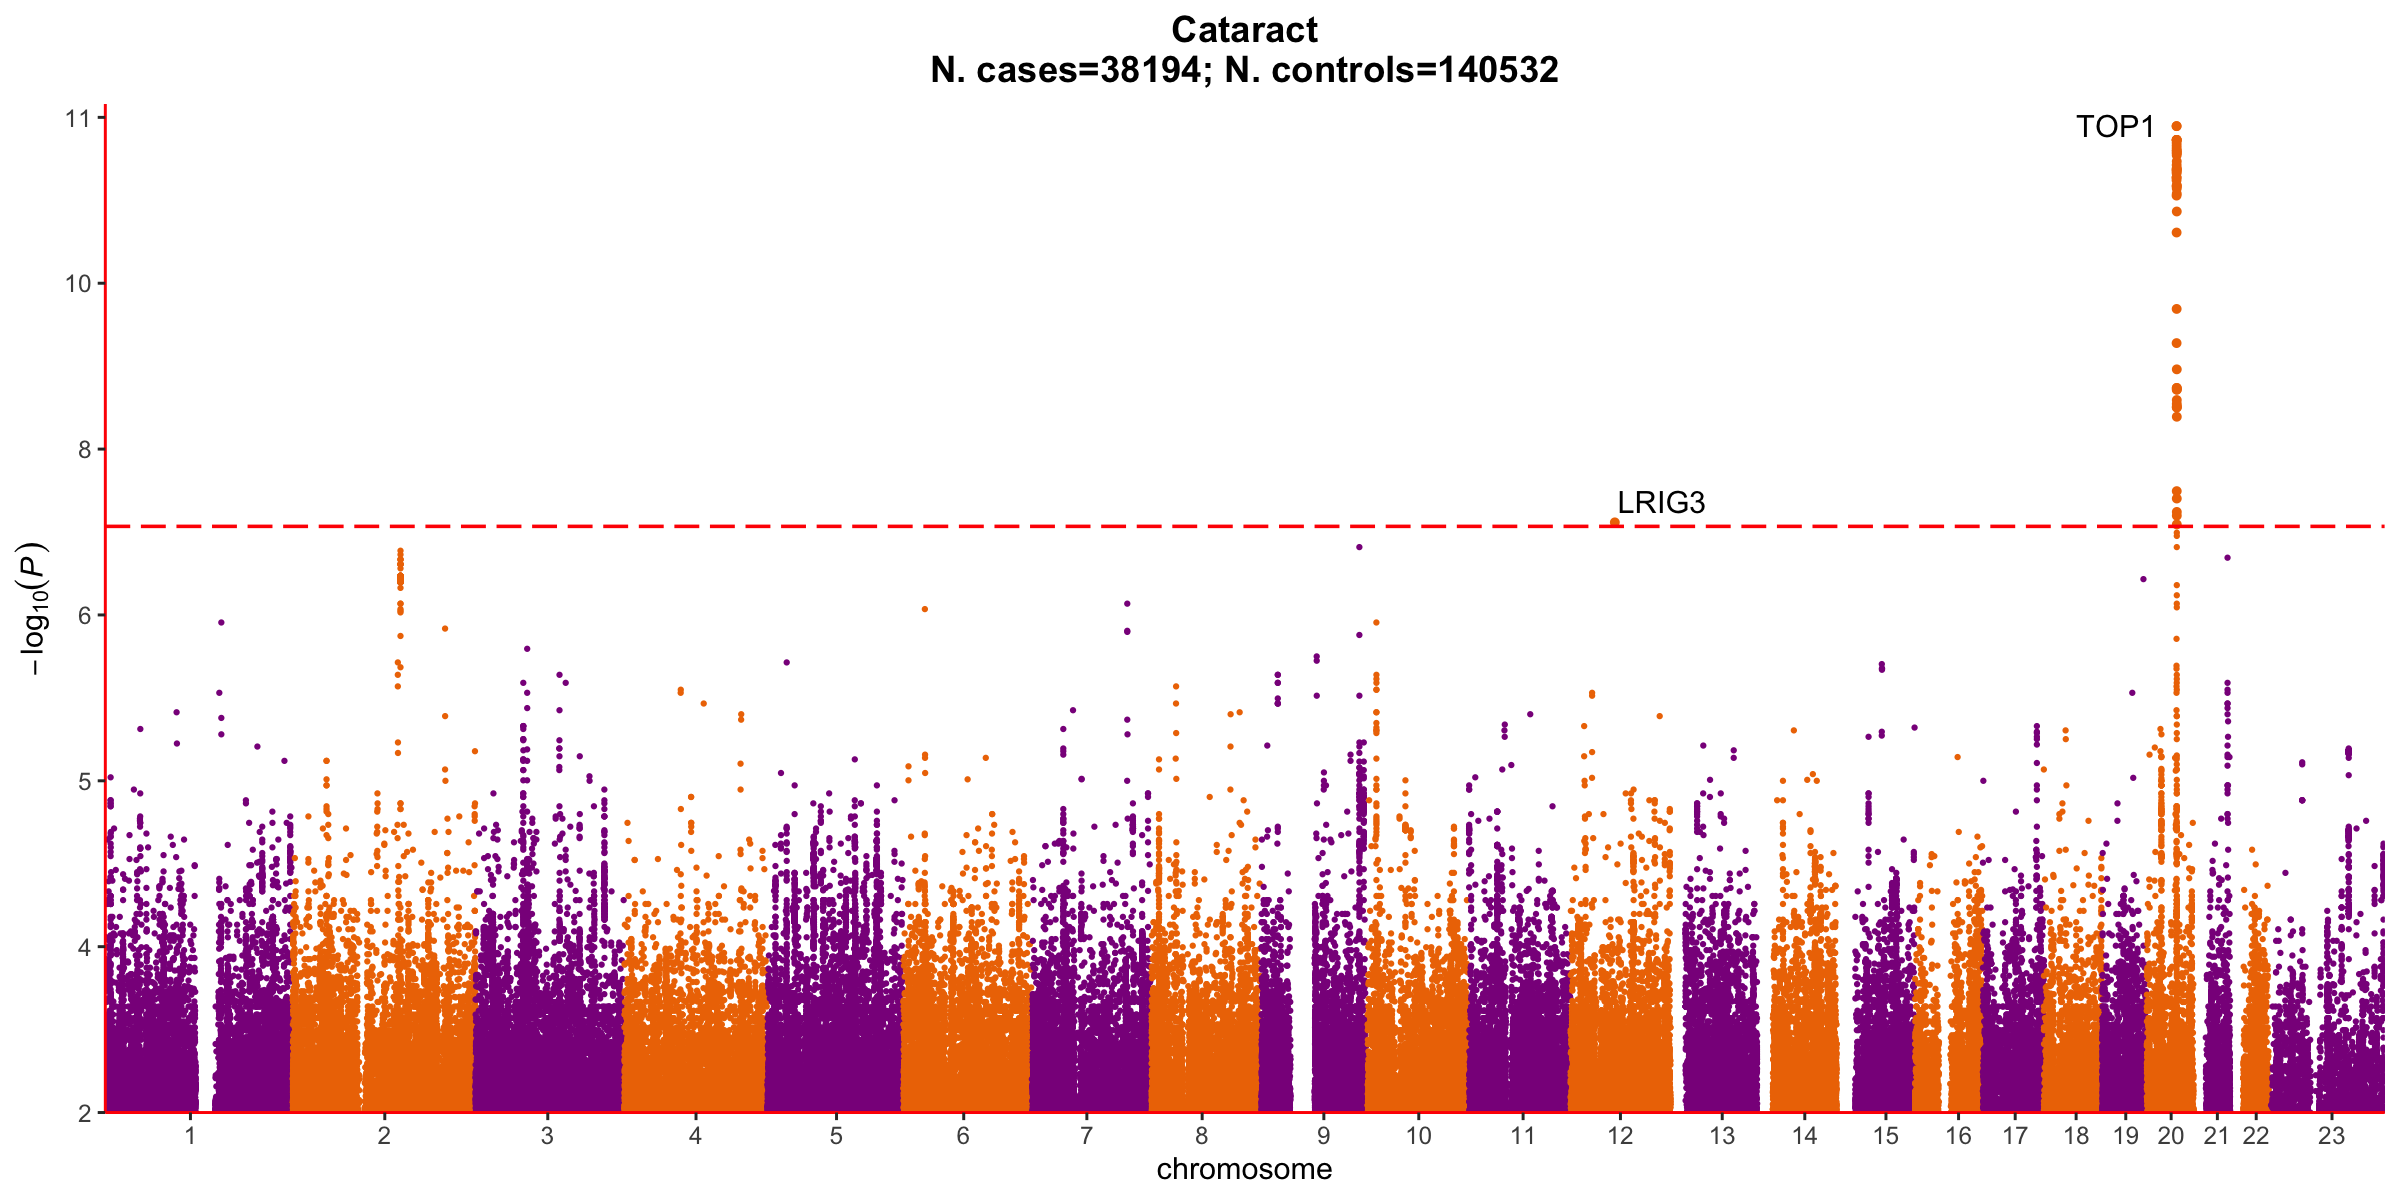 Cataract
N. cases=38194; N. controls=140532
11
TOP1
10
8
LRIG3
−log10(P)
6
5
4
2
1 2 3 4 5 6 7 8 9 10 11 12 13 14 15 16 17 18 19 20 21 22 23
chromosome